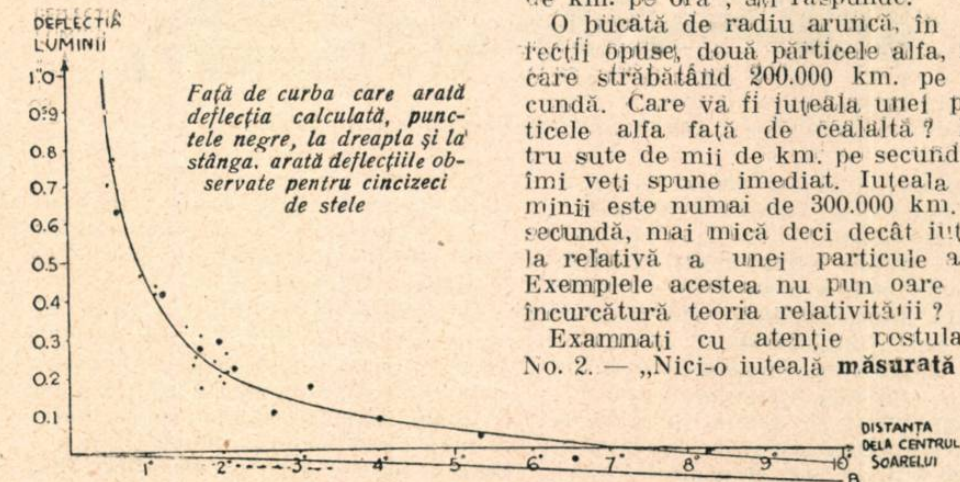 DEFLECȚIA
LUMINII
1.0
0.9
0.8
0.7
0.6
0.5
0.4
0.3
0.2
0.1
1°
2°
3°
4°
5°
6°
7°
8°
9°
10°
DISTANȚA
DELA CENTRUL
SOARELUI
Față de curba care arată
deflecția calculată, punc-
tele negre, la dreapta și la
stânga. arată deflecțiile ob-
servate pentru cincizeci
de stele
de km. pe oră
O bucată de radiu aruncă, în
recții opuse, două părticele alfa,
care străbătând 200.000 km. pe
cundă. Care va fi iuțeala unei p
ticele alfa față de cealaltă ?
tru sute de mii de km. pe secund
îmi veți spune imediat. Iuțeala
minii este numai de 300.000 km.
secundă, mai mică deci decât iuț
la relativă a unei particule a
Exemplele acestea nu pun oare
încurcătură teoria relativității ?
Examinați cu atenție postula
No. 2. — „Nici-o iuțeală măsurată